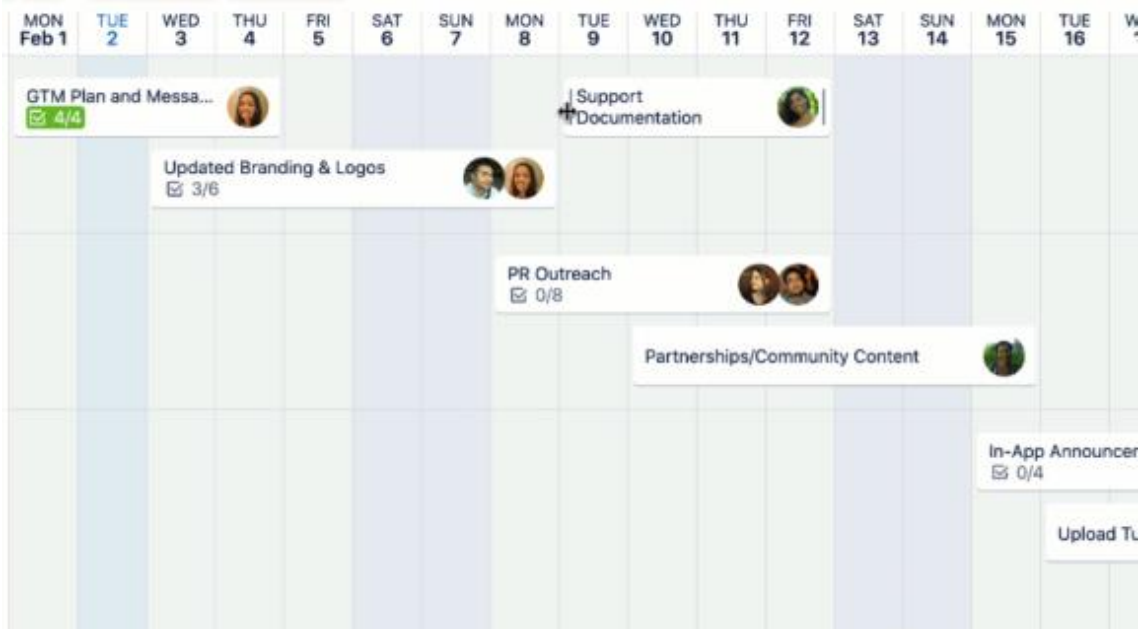 MON TUE WED THU FRI SAT SUN MON TUE WED THU FRI SAT SUN MON TUE W
Feb 1 2 3 4 5 6 7 8 9 10 11 12 13 14 15 16 1
GTM Plan and Messa...
4/4
Support
Documentation
Updated Branding & Logos
3/6
PR Outreach
0/8
Partnerships/Community Content
In-App Announcer
0/4
Upload Tu